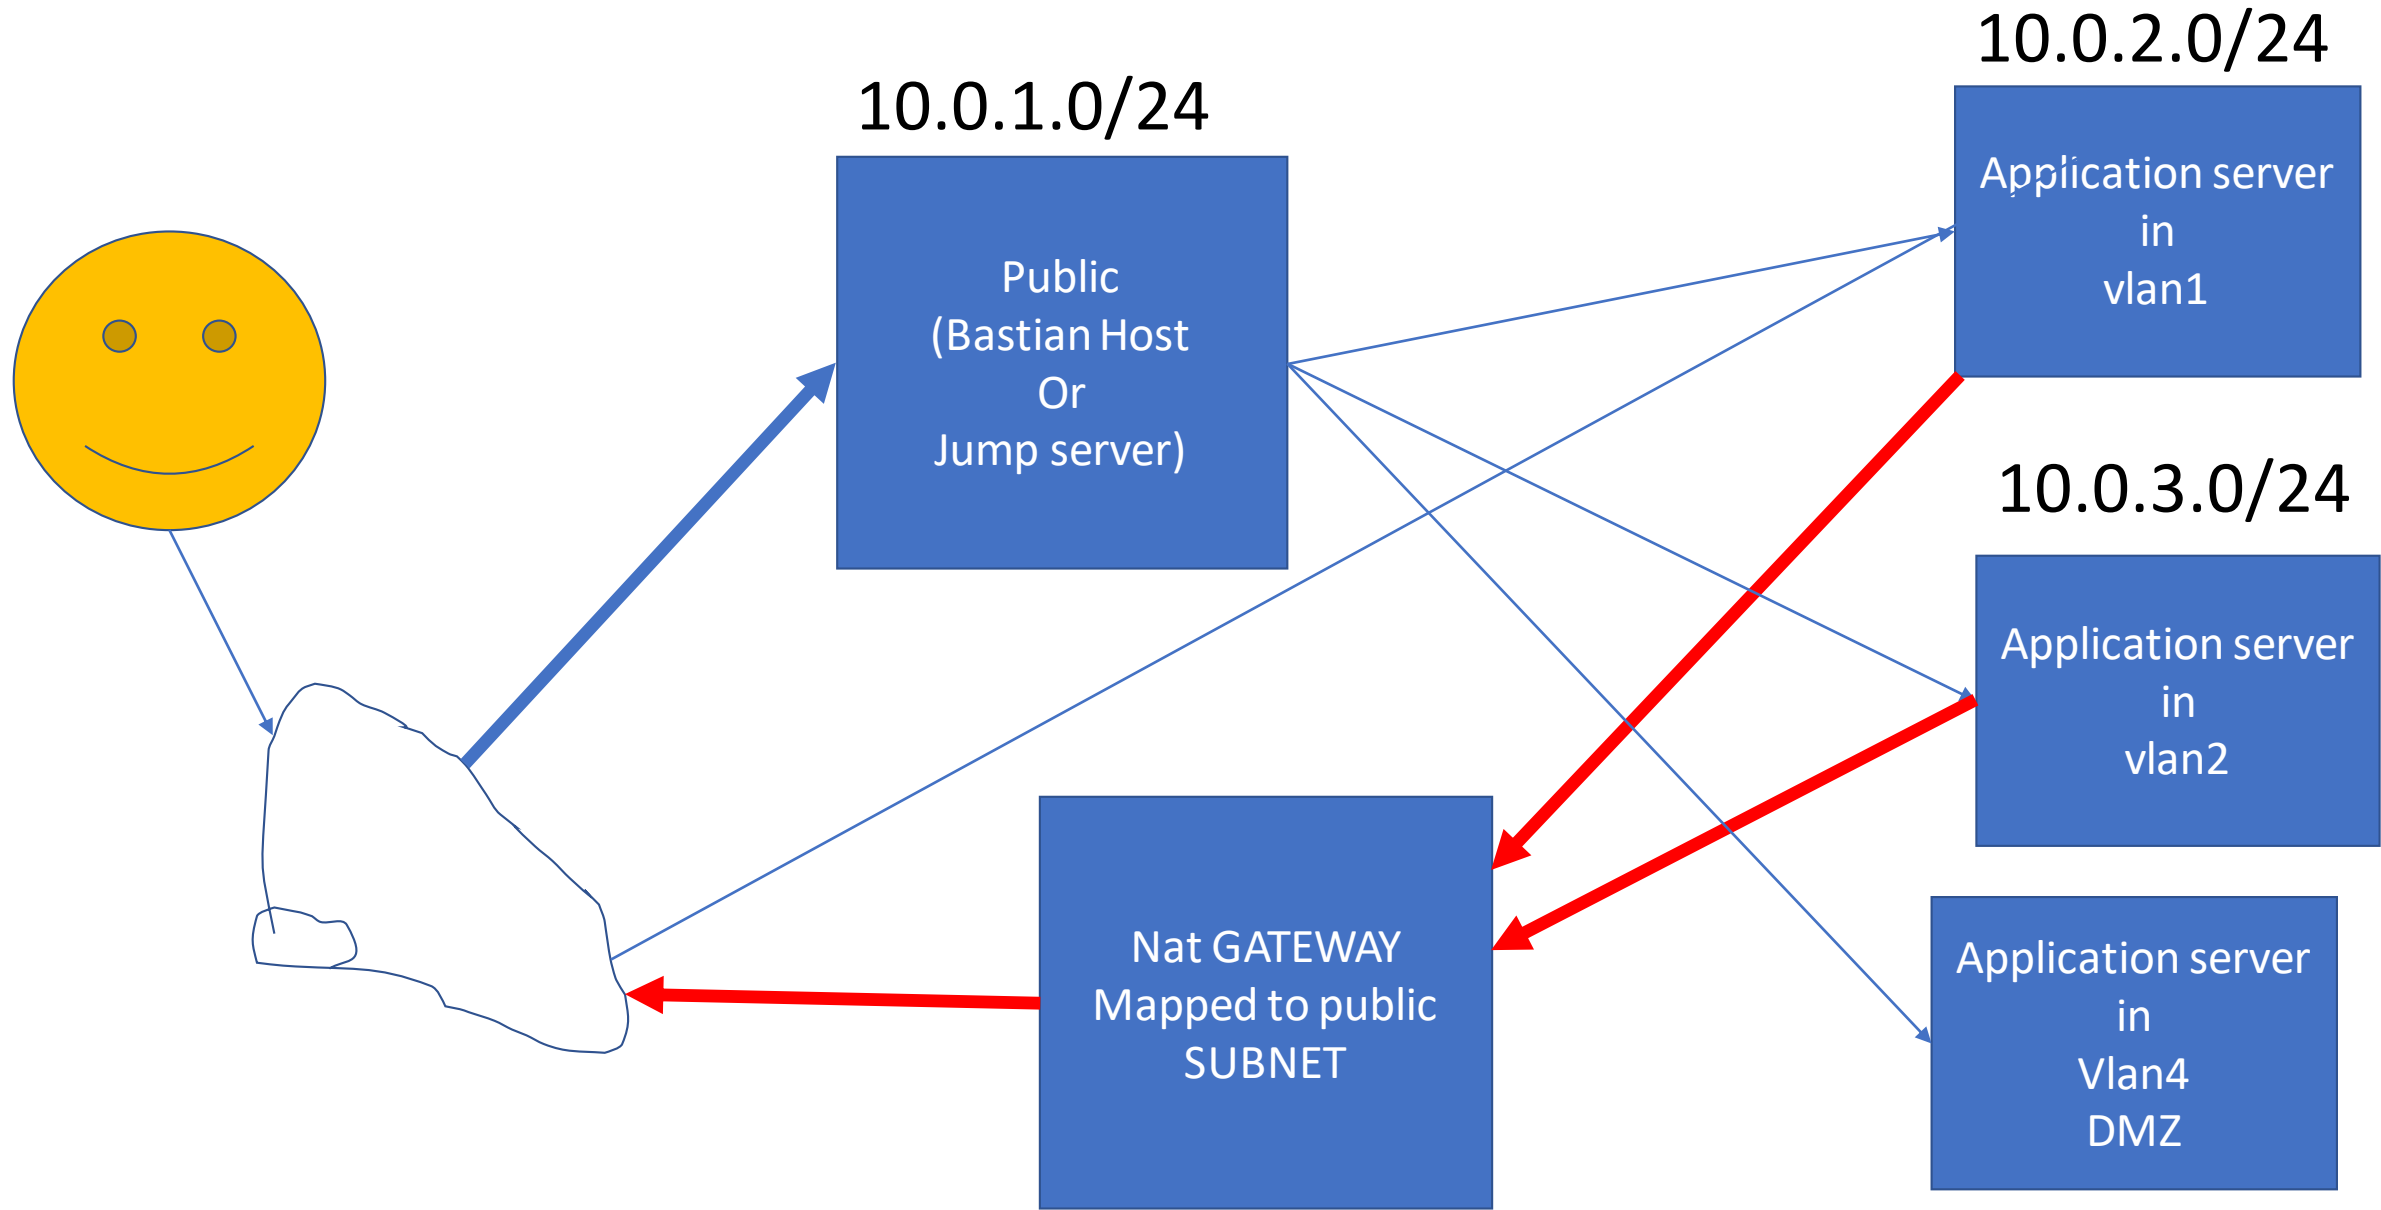 10.0.1.0/24
Public
(Bastian Host
Or
Jump server)
10.0.2.0/24
Application server
in
vlan1
10.0.3.0/24
Application server
in
vlan2
Nat GATEWAY
Mapped to public
SUBNET
Application server
in
Vlan4
DMZ